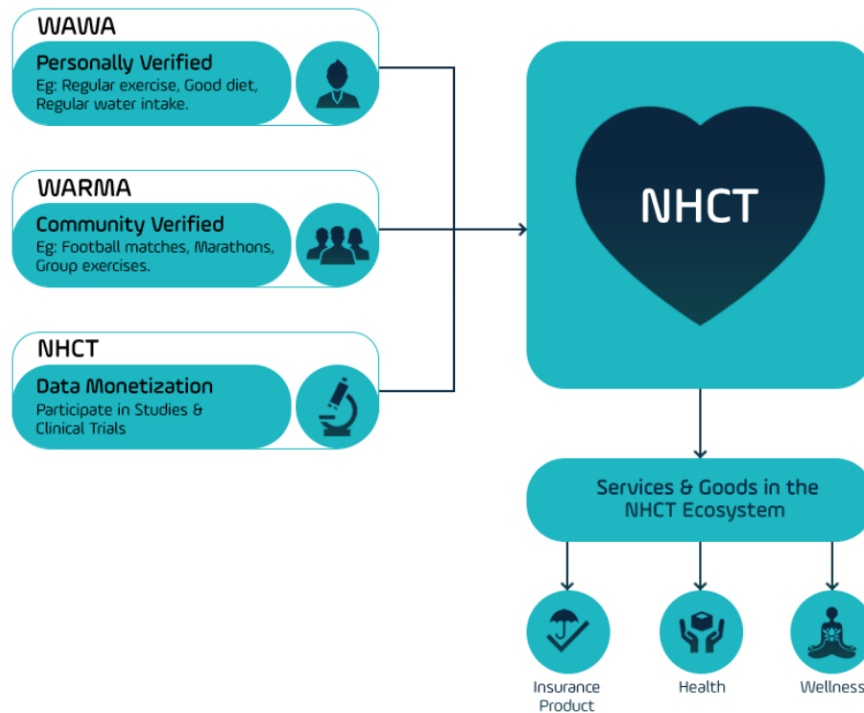 WAWA
Personally Verified
Eg: Regular exercise, Good diet,
Regular water intake.
WARMA
Community Verified
Eg: Football matches, Marathons,
Group exercises.
NHCT
Data Monetization
Participate in Studies &
Clinical Trials
NHCT
Services & Goods in the
NHCT Ecosystem
Insurance
Product
Health
Wellness